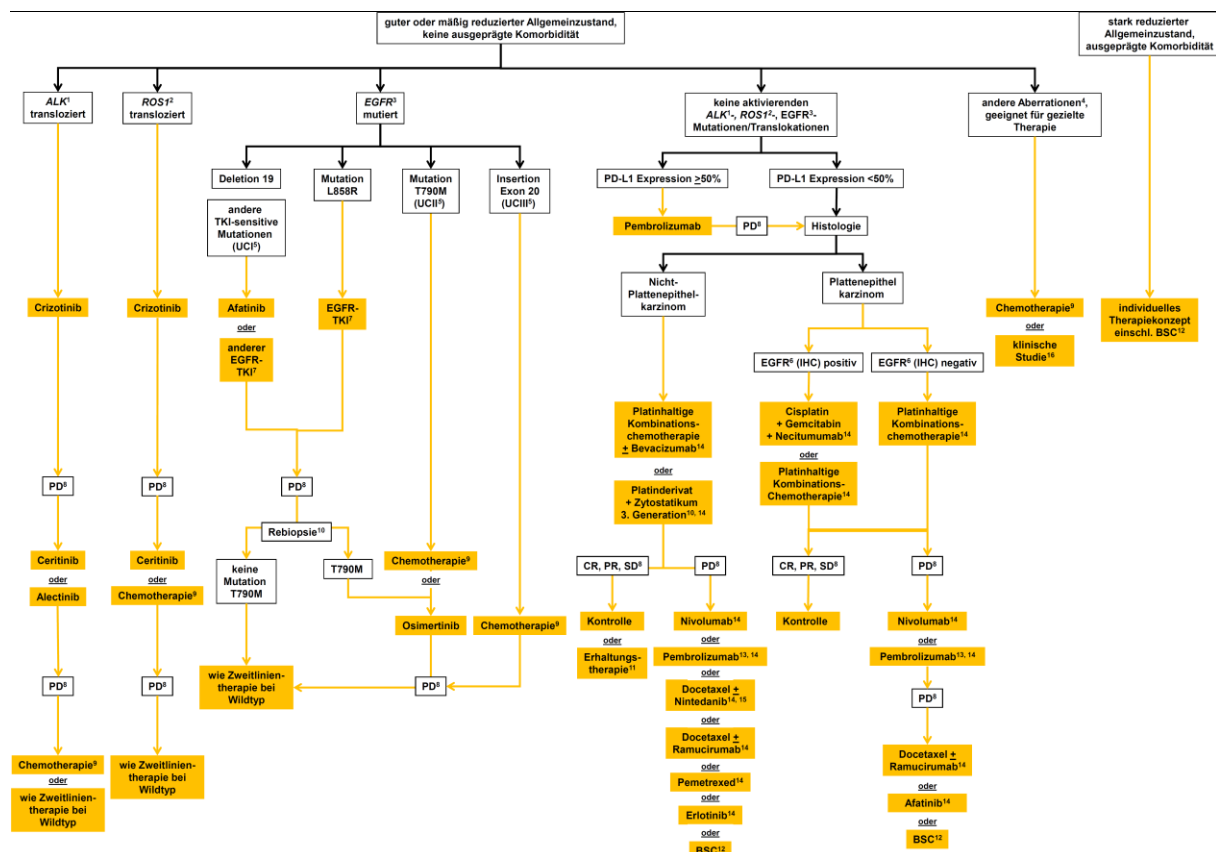 guter oder mäßig reduzierter Allgemeinzustand,
keine ausgeprägte Komorbidität
stark reduzierter
Allgemeinzustand,
ausgeprägte Komorbidität
ALK¹
transloziert
ROS1²
transloziert
EGFR³
mutiert
keine aktivierenden
ALK¹-, ROS1²-, EGFR³-
Mutationen/Translokationen
andere Aberrationen⁴,
geeignet für gezielte
Therapie
Deletion 19
Mutation
L858R
Mutation
T790M
(UCII⁵)
Insertion
Exon 20
(UCIII⁵)
andere
TKI-sensitive
Mutationen
(UCI⁵)
PD-L1 Expression ≥50%
PD-L1 Expression <50%
Pembrolizumab
PD⁸
Histologie
Nicht-
Plattenepithel-
karzinom
Plattenepithel
karzinom
Crizotinib
Crizotinib
Afatinib
oder
anderer
EGFR-
TKI⁷
EGFR-
TKI⁷
Chemotherapie⁹
oder
klinische
Studie¹⁶
individuelles
Therapiekonzept
einschl. BSC¹²
EGFR⁶ (IHC) positiv
EGFR⁶ (IHC) negativ
Platinhaltige
Kombinations-
chemotherapie
± Bevacizumab¹⁴
oder
Platinderivat
+ Zytostatikum
3. Generation¹⁰, ¹⁴
Cisplatin
+ Gemcitabin
+ Necitumumab¹⁴
oder
Platinhaltige
Kombinations-
Chemotherapie¹⁴
Platinhaltige
Kombinations-
chemotherapie¹⁴
PD⁸
PD⁸
PD⁸
Rebiopsie¹⁰
keine
Mutation
T790M
T790M
Ceritinib
oder
Alectinib
Ceritinib
oder
Chemotherapie⁹
Chemotherapie⁹
oder
Osimertinib
Chemotherapie⁹
CR, PR, SD⁸
PD⁸
CR, PR, SD⁸
PD⁸
Kontrolle
oder
Erhaltungs-
therapie¹¹
Nivolumab¹⁴
oder
Pembrolizumab¹³, ¹⁴
oder
Docetaxel ±
Nintedanib¹⁴, ¹⁵
oder
Docetaxel ±
Ramucirumab¹⁴
oder
Pemetrexed¹⁴
oder
Erlotinib¹⁴
oder
BSC¹²
Kontrolle
Nivolumab¹⁴
oder
Pembrolizumab¹³, ¹⁴
PD⁸
Docetaxel ±
Ramucirumab¹⁴
oder
Afatinib¹⁴
oder
BSC¹²
PD⁸
PD⁸
wie Zweitlinien-
therapie bei
Wildtyp
PD⁸
Chemotherapie⁹
oder
wie Zweitlinien-
therapie bei
Wildtyp
wie Zweitlinien-
therapie bei
Wildtyp